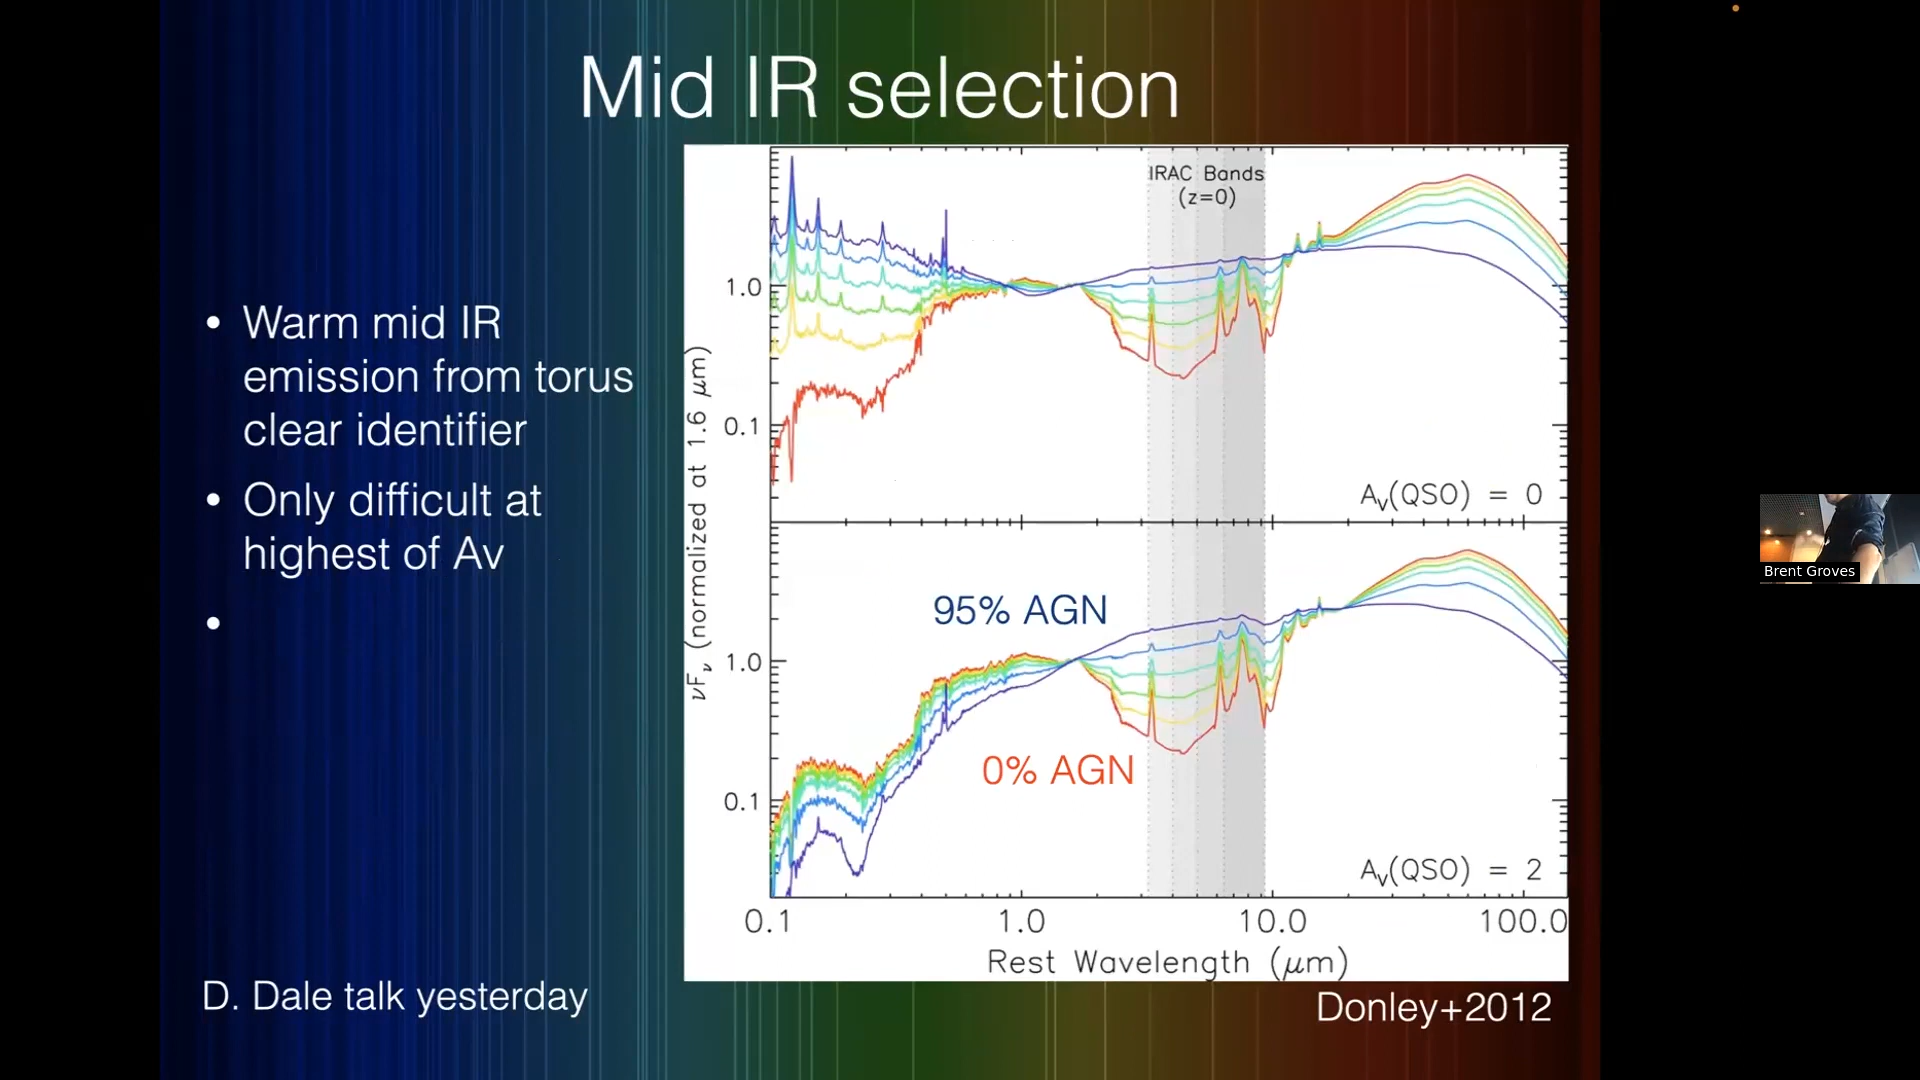 Mid IR selection
• Warm mid IR
emission from torus
clear identifier
• Only difficult at
highest of Av
•
D. Dale talk yesterday
IRAC Bands
(z=0)
1.0
0.1
Aᵥ(QSO) = 0
νFᵥ (normalized at 1.6 μm)
95% AGN
1.0
0% AGN
0.1
Aᵥ(QSO) = 2
0.1 1.0 10.0 100.0
Rest Wavelength (μm)
Donley+2012
Brent Groves